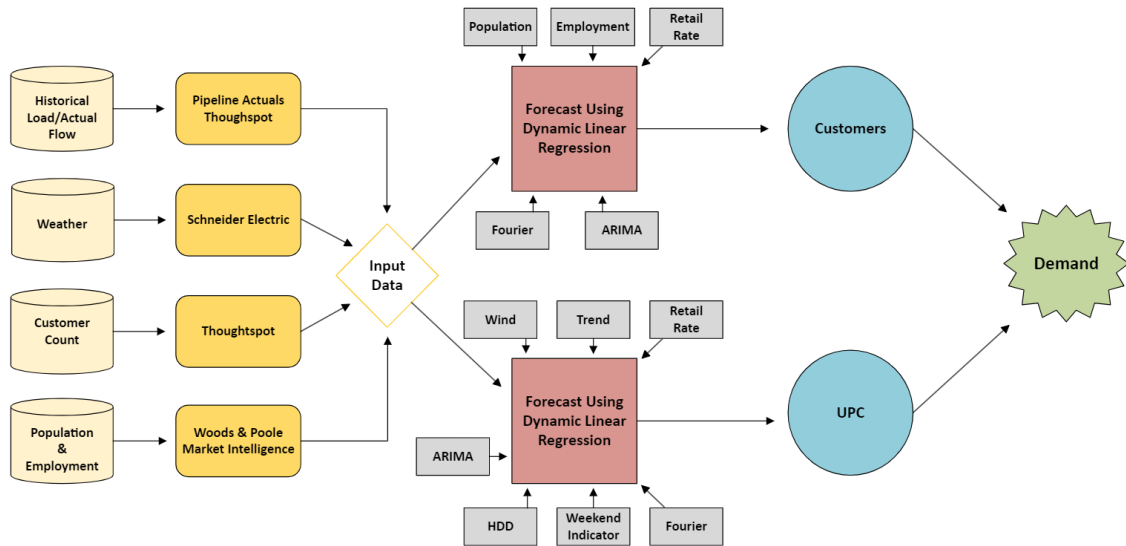 Historical
Load/Actual
Flow
Pipeline Actuals
Thoughspot
Weather
Schneider Electric
Customer
Count
Thoughtspot
Population
&
Employment
Woods & Poole
Market Intelligence
Input
Data
Population
Employment
Retail
Rate
Forecast Using
Dynamic Linear
Regression
Fourier
ARIMA
Customers
Wind
Trend
Retail
Rate
Forecast Using
Dynamic Linear
Regression
ARIMA
HDD
Weekend
Indicator
Fourier
UPC
Demand